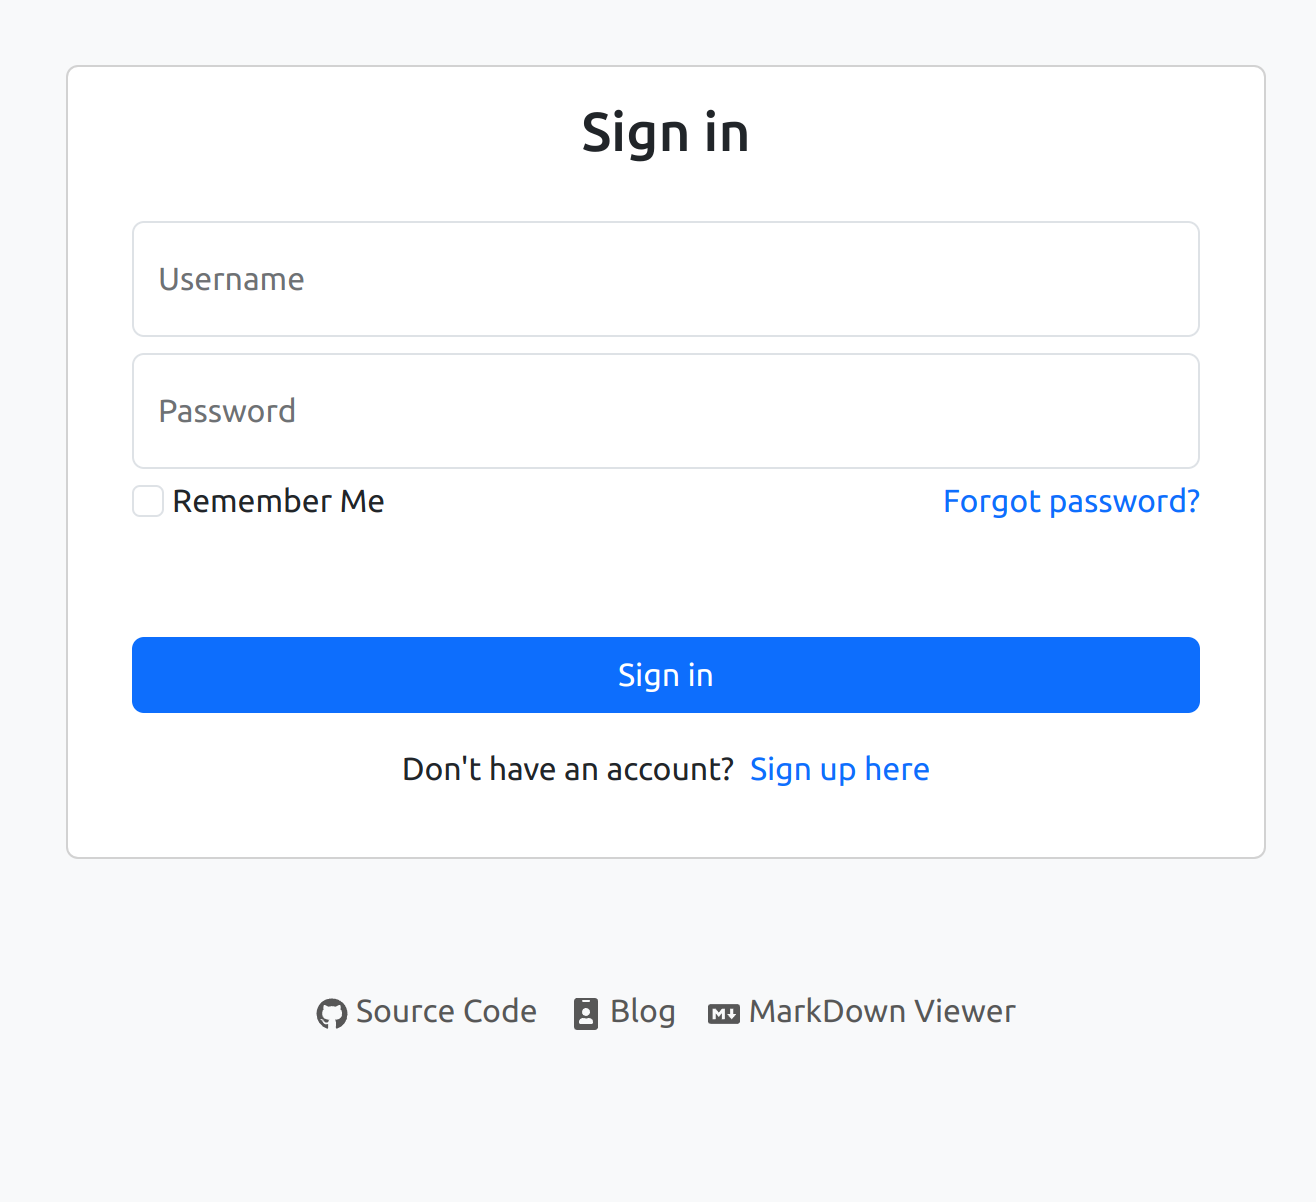 Sign in
Username
Password
Remember Me Forgot password?
Sign in
Don't have an account? Sign up here
Source Code Blog MarkDown Viewer